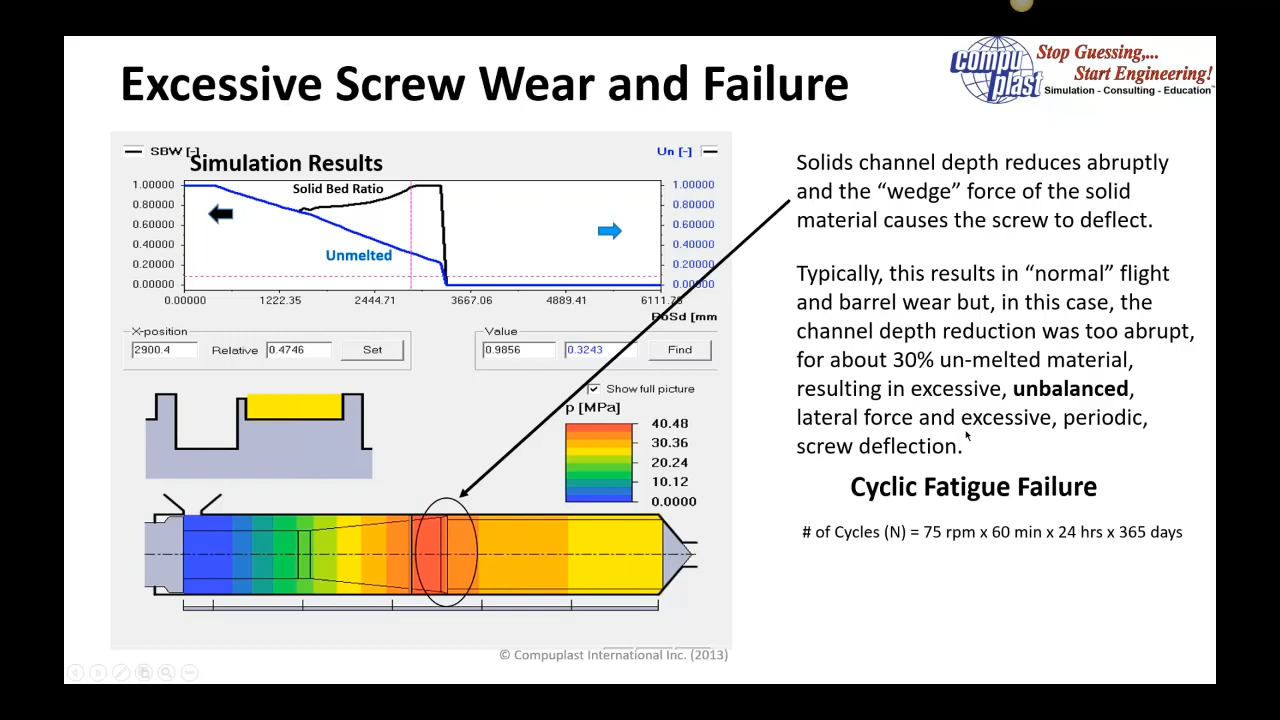 Excessive Screw Wear and Failure
compu
plast
Stop Guessing,...
Start Engineering!
Simulation - Consulting - Education
SBW [-]
Simulation Results
Un [-]
Solid Bed Ratio
Unmelted
1.00000
0.80000
0.60000
0.40000
0.20000
0.00000
1.00000
0.80000
0.60000
0.40000
0.20000
0.00000
0.00000 1222.35 2444.71 3667.06 4889.41
X-position
2900.4 Relative 0.4746 Set
Value
0.9856 0.3243 Find
Show full picture
p [MPa]
40.48
30.36
20.24
10.12
0.0000
© Compuplast International Inc. (2013)
Solids channel depth reduces abruptly
and the “wedge” force of the solid
material causes the screw to deflect.
Typically, this results in “normal” flight
and barrel wear but, in this case, the
channel depth reduction was too abrupt,
for about 30% un-melted material,
resulting in excessive, unbalanced,
lateral force and excessive, periodic,
screw deflection.
Cyclic Fatigue Failure
# of Cycles (N) = 75 rpm x 60 min x 24 hrs x 365 days